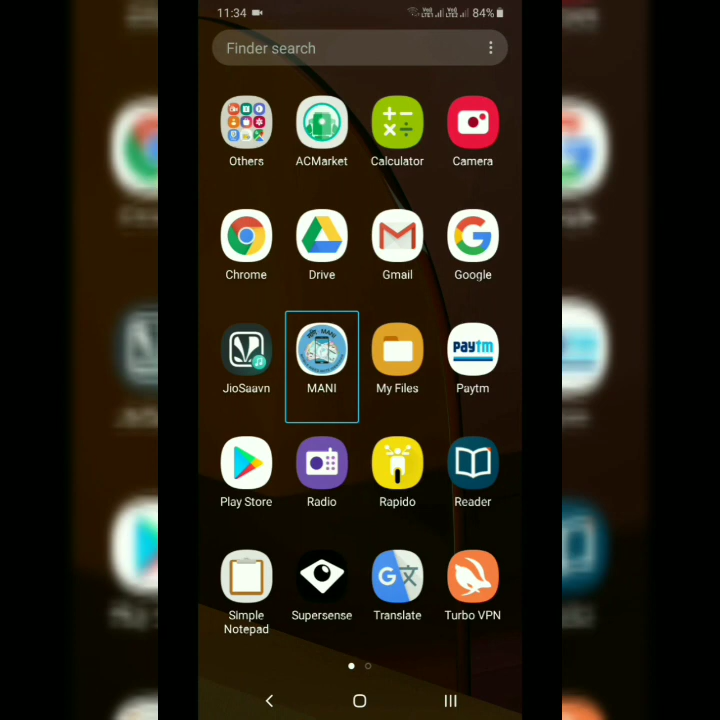 11:34 84%
Finder search
Others ACMarket Calculator Camera
Chrome Drive Gmail Google
JioSaavn MANI My Files Paytm
Play Store Radio Rapido Reader
Simple Notepad Supersense Translate Turbo VPN